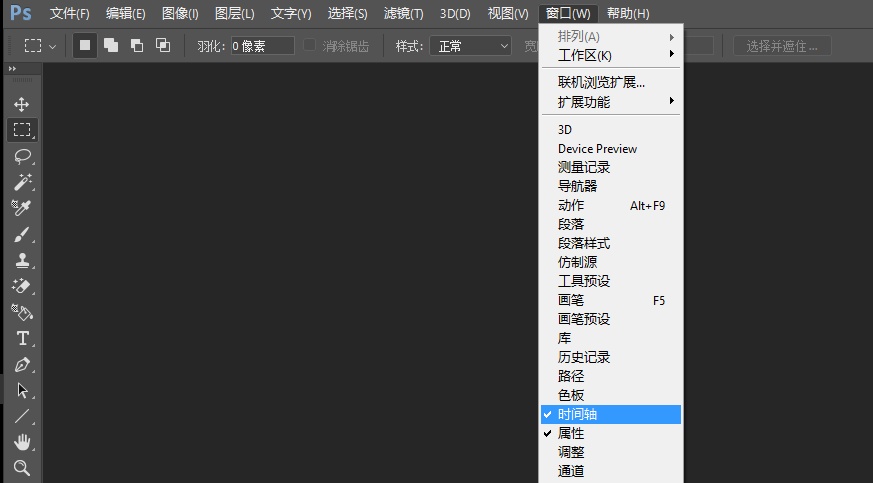 Ps 文件(F) 编辑(E) 图像(I) 图层(L) 文字(Y) 选择(S) 滤镜(T) 3D(D) 视图(V) 窗口(W) 帮助(H)
羽化: 0 像素 消除锯齿 样式: 正常 选择并遮住 ...
排列(A)
工作区(K)
联机浏览扩展...
扩展功能
3D
Device Preview
测量记录
导航器
动作 Alt+F9
段落
段落样式
仿制源
工具预设
画笔 F5
画笔预设
库
历史记录
路径
色板
时间轴
属性
调整
通道